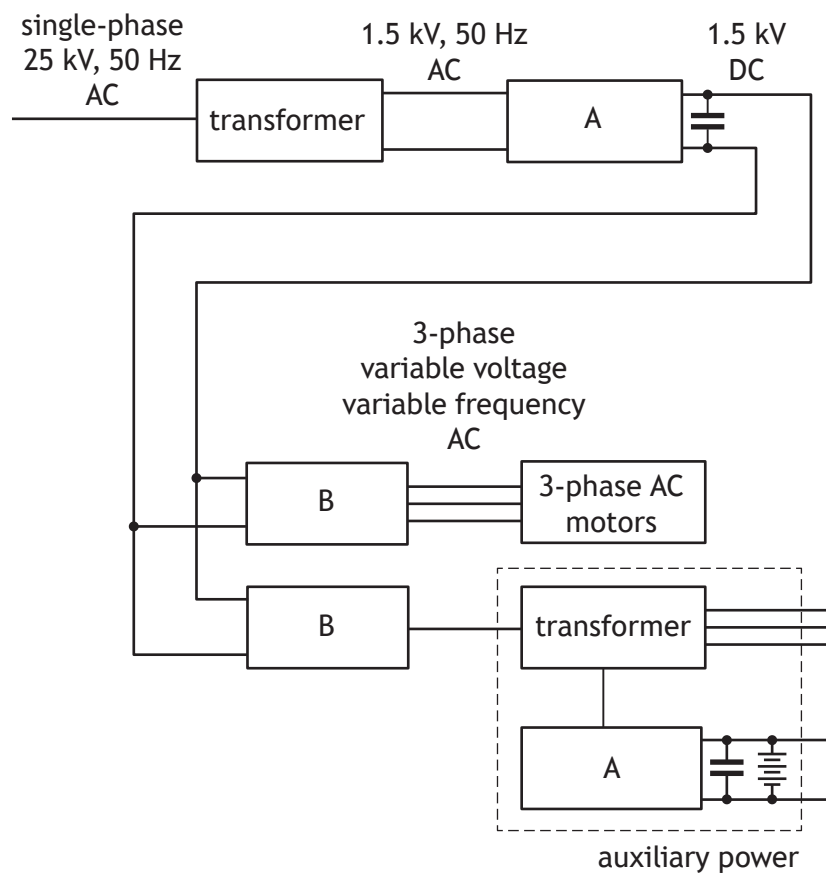 single-phase
25 kV, 50 Hz
AC
1.5 kV, 50 Hz
AC
1.5 kV
DC
transformer
A
3-phase
variable voltage
variable frequency
AC
B
3-phase AC
motors
B
transformer
A
auxiliary power